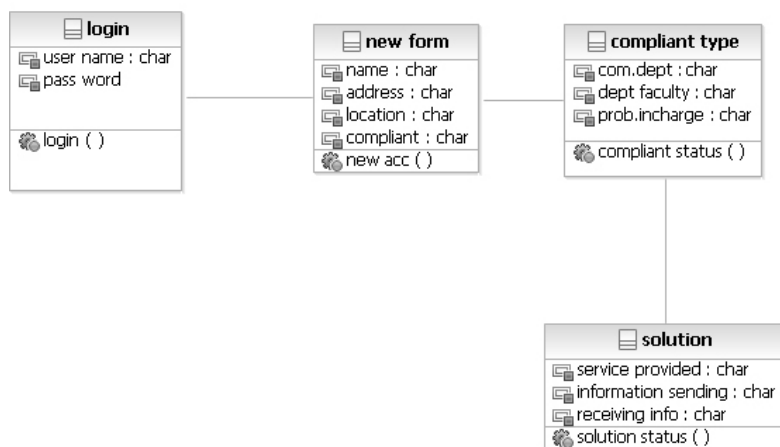 login
user name : char
pass word
login ( )
new form
name : char
address : char
location : char
compliant : char
new acc ( )
compliant type
com.dept : char
dept faculty : char
prob.incharge : char
compliant status ( )
solution
service provided : char
information sending : char
receiving info : char
solution status ( )